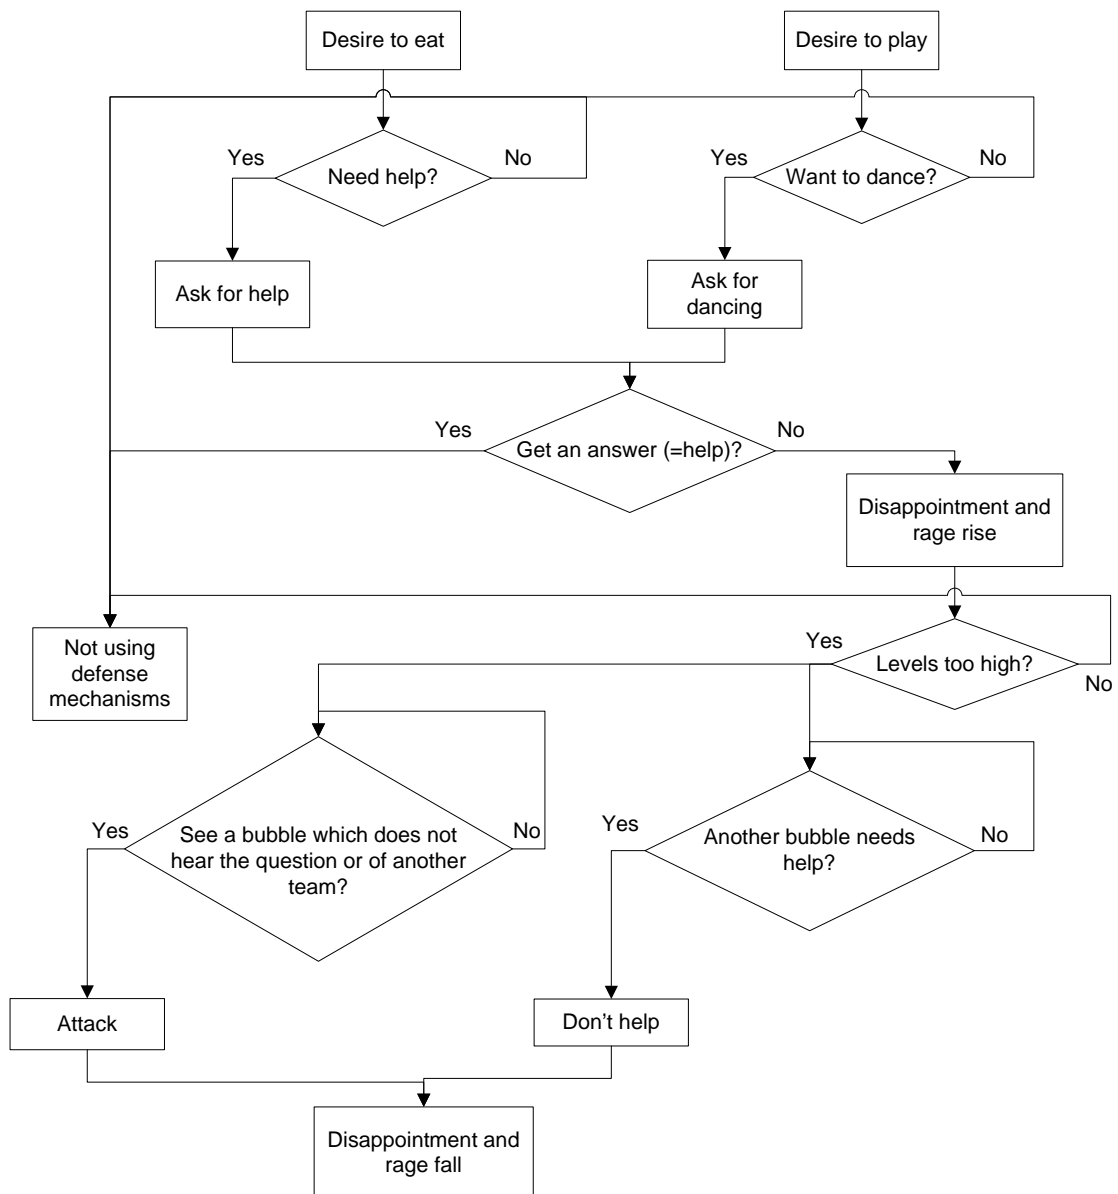 Desire to eat
Desire to play
Yes
No
Need help?
Yes
No
Want to dance?
Ask for help
Ask for
dancing
Yes
No
Get an answer (=help)?
Disappointment and
rage rise
Not using
defense
mechanisms
Yes
Levels too high?
No
Yes
No
See a bubble which does not
hear the question or of another
team?
Yes
No
Another bubble needs
help?
Attack
Don't help
Disappointment and
rage fall